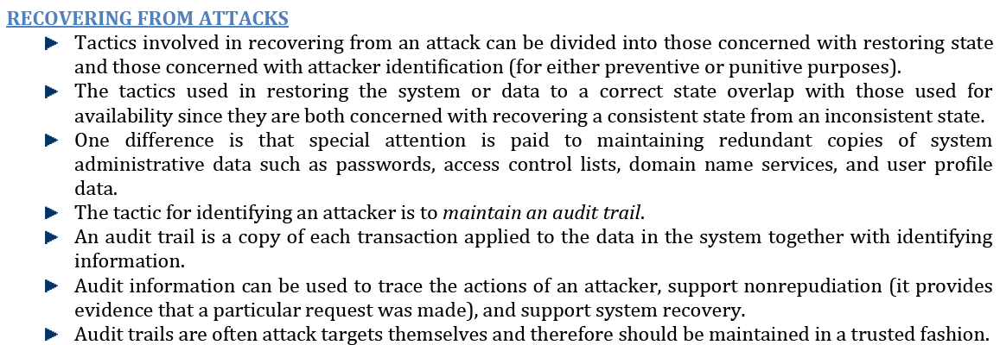 RECOVERING FROM ATTACKS
► Tactics involved in recovering from an attack can be divided into those concerned with restoring state
and those concerned with attacker identification (for either preventive or punitive purposes).
► The tactics used in restoring the system or data to a correct state overlap with those used for
availability since they are both concerned with recovering a consistent state from an inconsistent state.
► One difference is that special attention is paid to maintaining redundant copies of system
administrative data such as passwords, access control lists, domain name services, and user profile
data.
► The tactic for identifying an attacker is to maintain an audit trail.
► An audit trail is a copy of each transaction applied to the data in the system together with identifying
information.
► Audit information can be used to trace the actions of an attacker, support nonrepudiation (it provides
evidence that a particular request was made), and support system recovery.
► Audit trails are often attack targets themselves and therefore should be maintained in a trusted fashion.